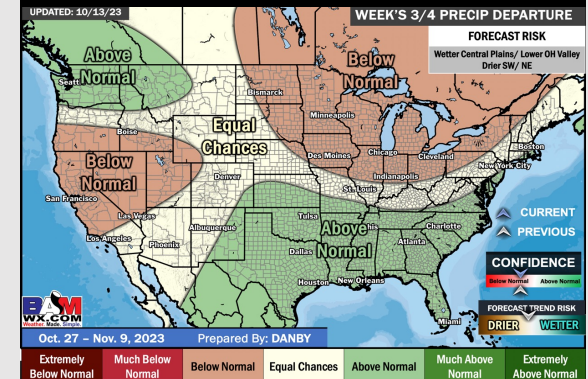 UPDATED: 10/13/23
WEEK'S 3/4 PRECIP DEPARTURE
FORECAST RISK
Wetter Central Plains/ Lower OH Valley
Drier SW/ NE
Above
Normal
Seatt
Below
Normal
Bismarck
Minneapolis
Boise
Equal
Chances
Boston
Des Moines
Chicago
Cleveland
New York City
Below
Normal
Indianapolis
Denver
St. Louis
San Francisco
Las Vegas
Tulsa
Above
his
Charlotte
CURRENT
Los Angeles
Albuquerque
Normal
Atlanta
PREVIOUS
Phoenix
Dallas
CONFIDENCE
Below Normal
Above Normal
Houston
New Orleans
BAM
WX.COM
Weather. Made. Simple.
FORECAST TREND RISK
DRIER
WETTER
Miami
Oct. 27 – Nov. 9, 2023
Prepared By: DANBY
Extremely
Below Normal
Much Below
Normal
Below Normal
Equal Chances
Above Normal
Much Above
Normal
Extremely
Above Normal